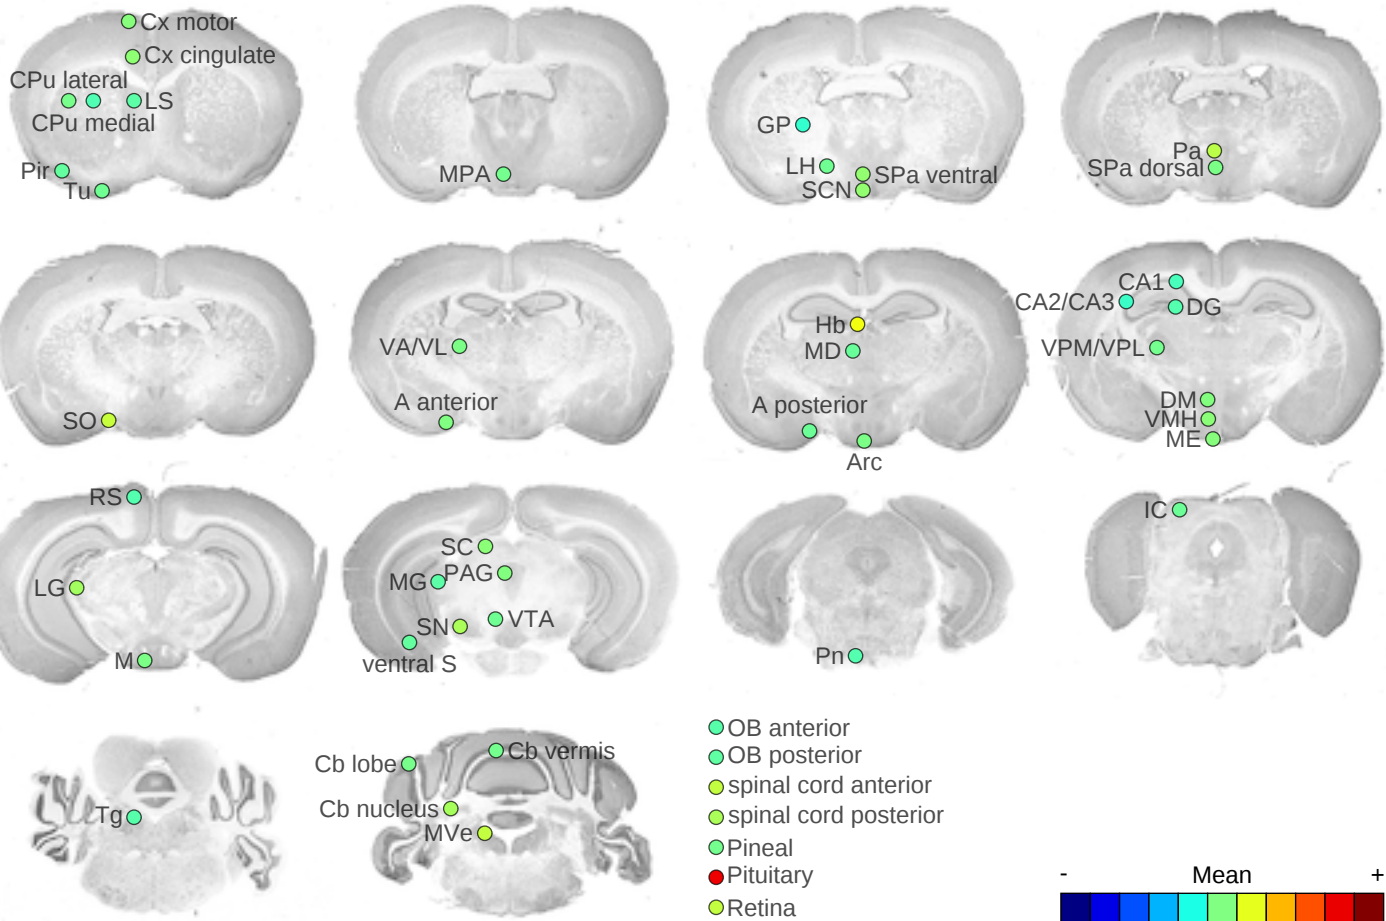 Cx motor
Cx cingulate
CPu lateral
LS
CPu medial
Pir
Tu
MPA
GP
LH
SPa ventral
SCN
Pa
SPa dorsal
SO
VA/VL
A anterior
Hb
MD
A posterior
Arc
CA1
CA2/CA3
DG
VPM/VPL
DM
VMH
ME
RS
LG
M
SC
MG
PAG
SN
VTA
ventral S
Pn
IC
Tg
Cb lobe
Cb vermis
Cb nucleus
MVe
OB anterior
OB posterior
spinal cord anterior
spinal cord posterior
Pineal
Pituitary
Retina
- Mean +